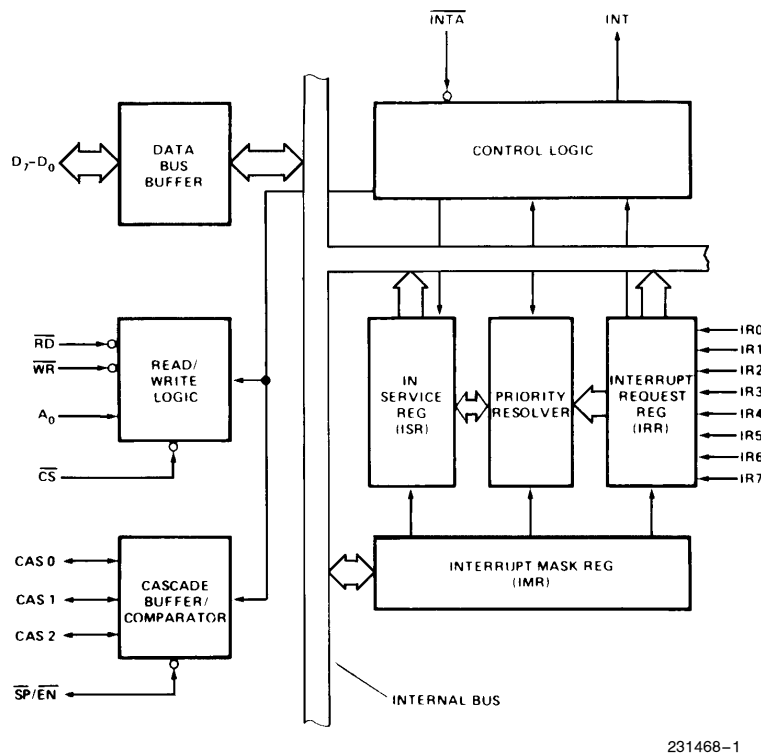 INTA
INT
D7-D0
DATA
BUS
BUFFER
CONTROL LOGIC
RD
WR
A0
CS
READ/
WRITE
LOGIC
IN
SERVICE
REG
(ISR)
PRIORITY
RESOLVER
INTERRUPT
REQUEST
REG
(IRR)
IR0
IR1
IR2
IR3
IR4
IR5
IR6
IR7
CAS 0
CAS 1
CAS 2
SP/EN
CASCADE
BUFFER/
COMPARATOR
INTERRUPT MASK REG
(IMR)
INTERNAL BUS
231468-1